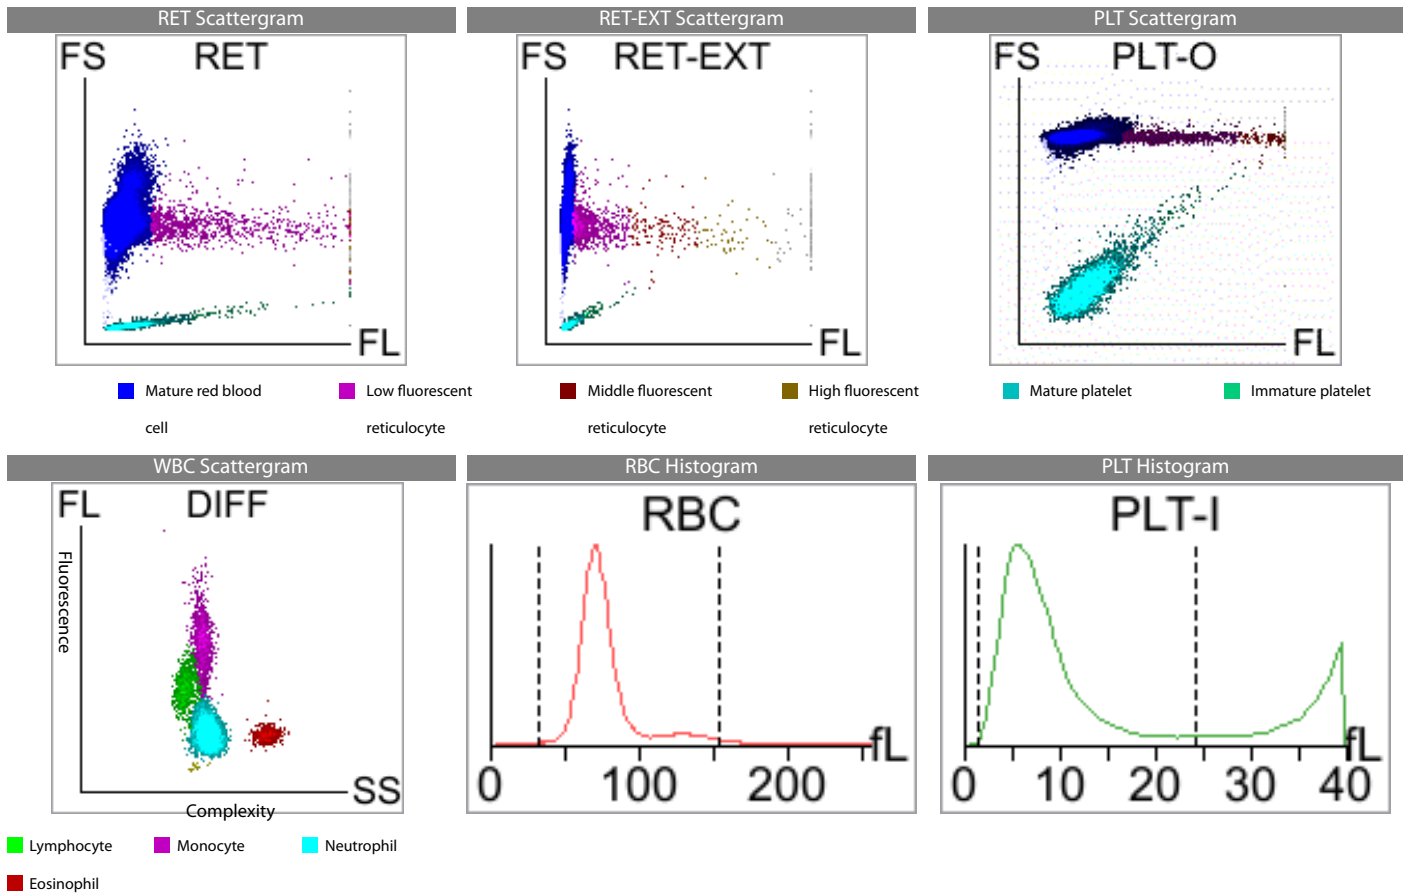 RET Scattergram
RET-EXT Scattergram
PLT Scattergram
FS RET
FL
FS RET-EXT
FL
FS PLT-O
FL
Mature red blood
cell
Low fluorescent
reticulocyte
Middle fluorescent
reticulocyte
High fluorescent
reticulocyte
Mature platelet
Immature platelet
WBC Scattergram
RBC Histogram
PLT Histogram
FL DIFF
Fluorescence
SS
Complexity
RBC
fL
0 100 200
PLT-I
fL
0 10 20 30 40
Lymphocyte
Monocyte
Neutrophil
Eosinophil